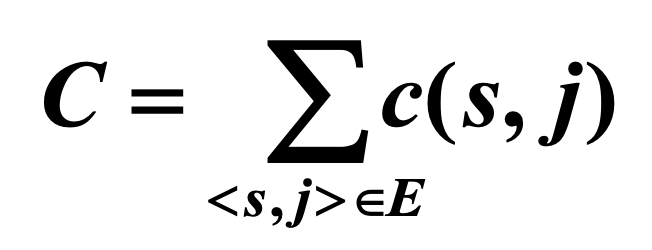 C = ∑ c(s, j)
<s, j> ∈ E